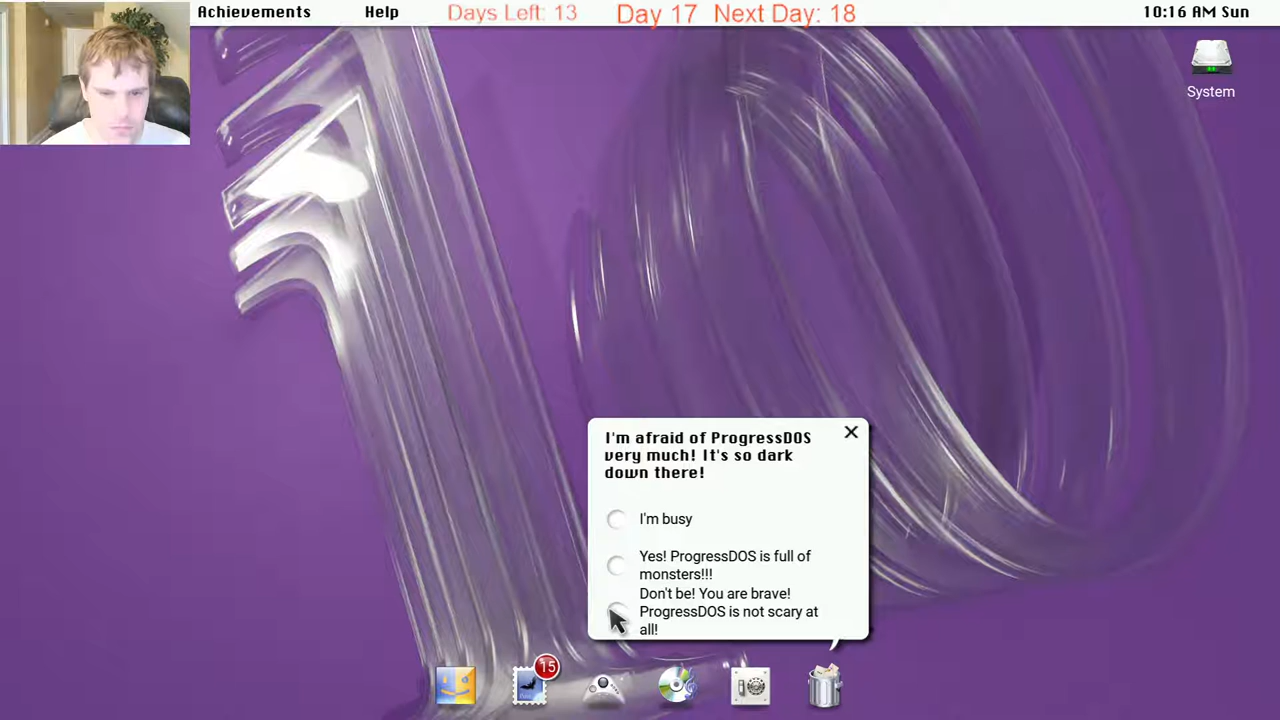 Achievements Help Days Left: 13 Day 17 Next Day: 18 10:16 AM Sun
System
I'm afraid of ProgressDOS
very much! It's so dark
down there!
I'm busy
Yes! ProgressDOS is full of
monsters!!!
Don't be! You are brave!
ProgressDOS is not scary at
all!
15